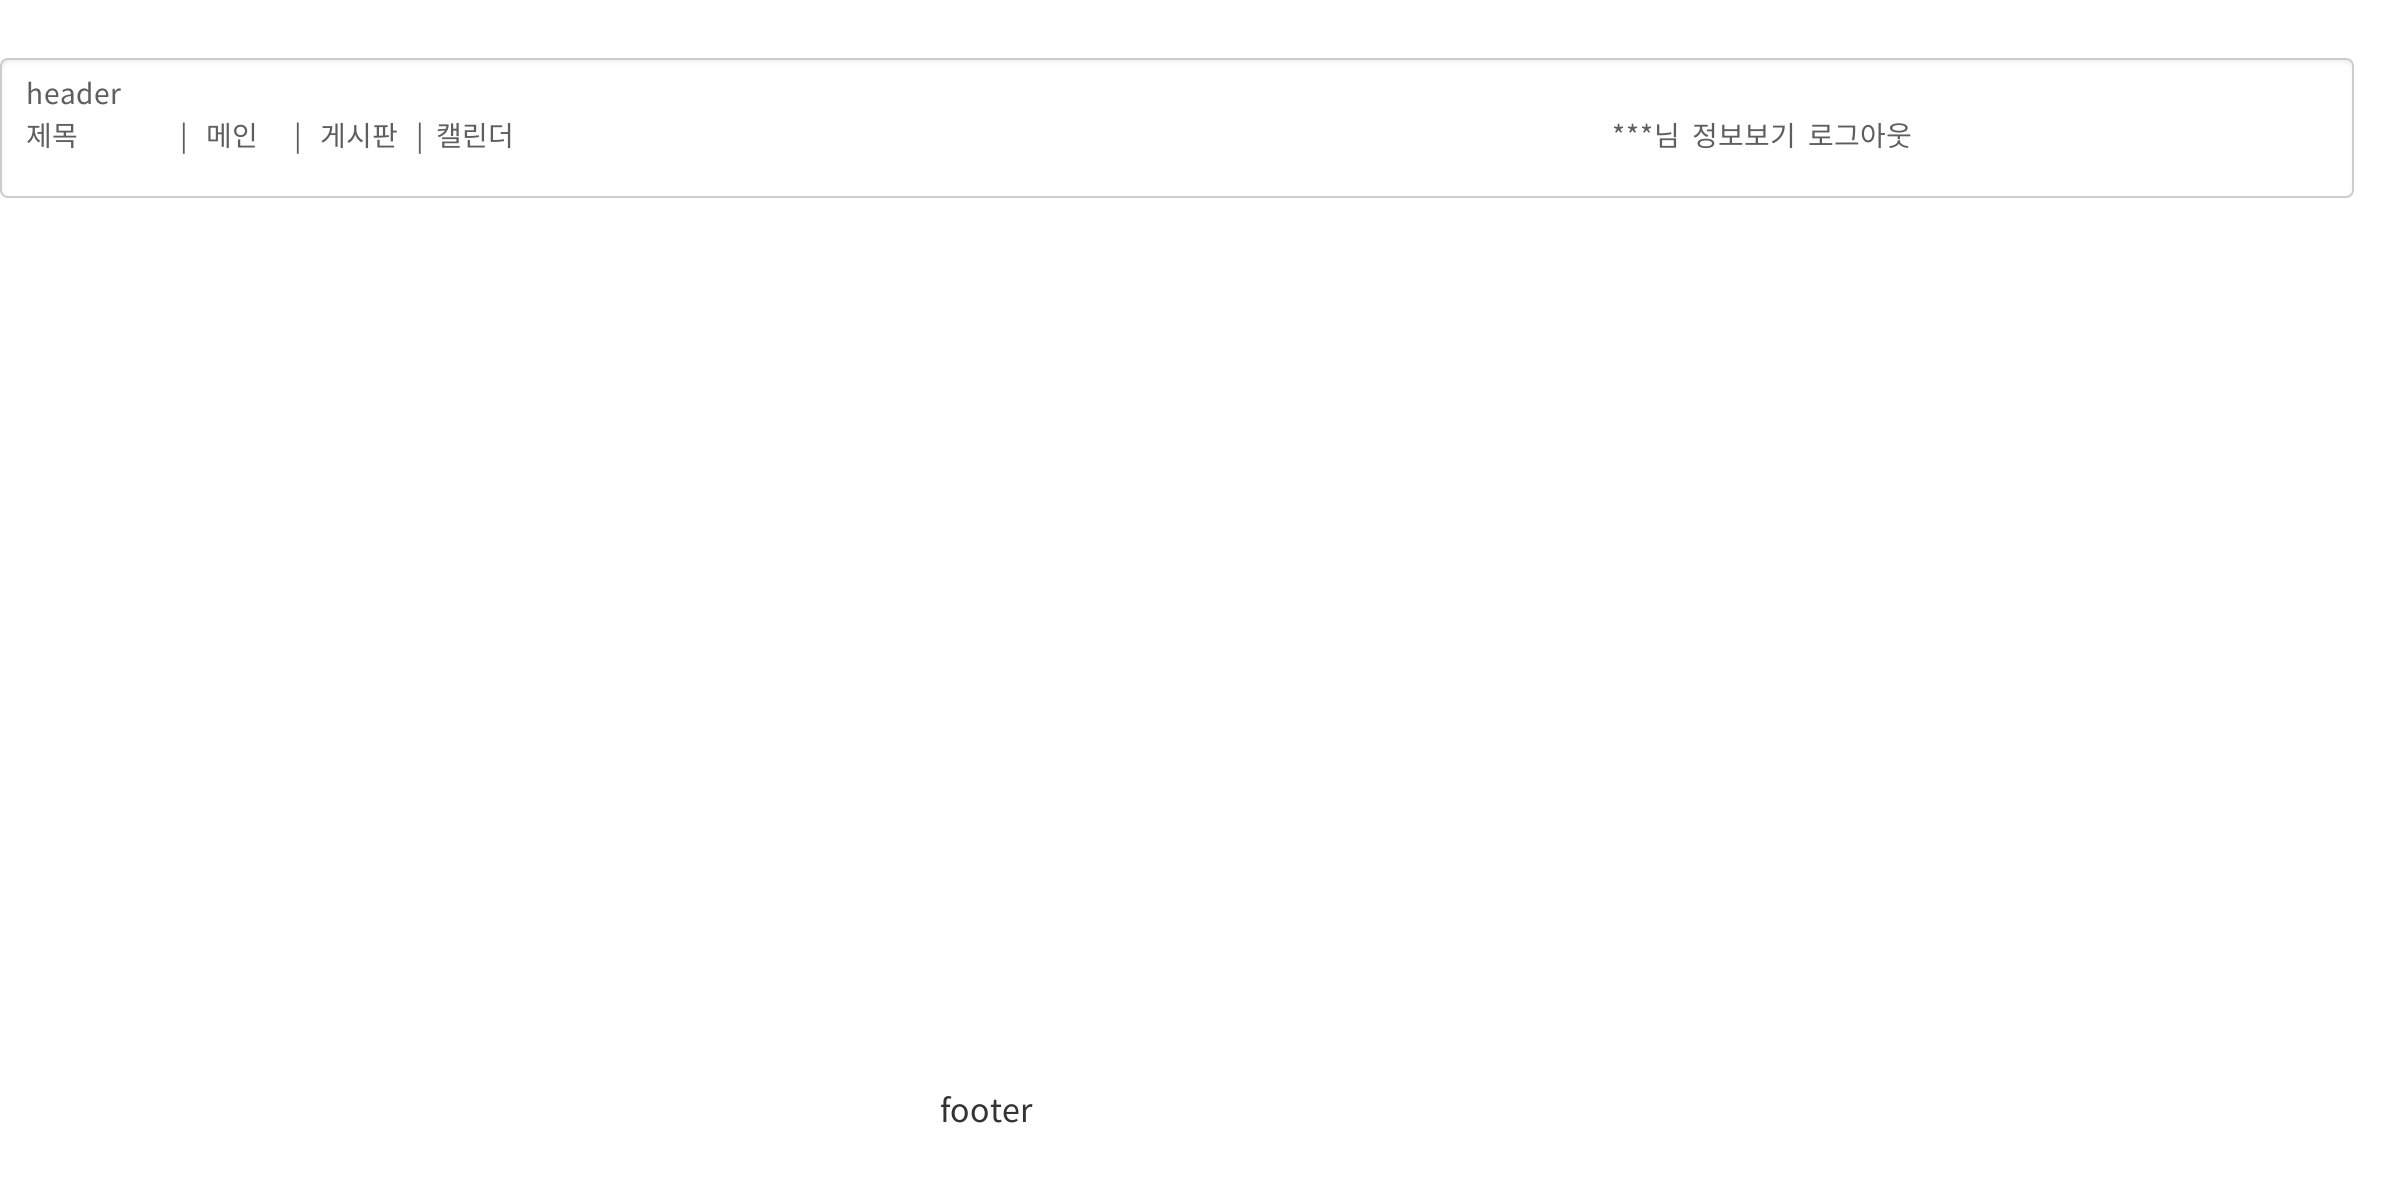 header
제목 | 메인 | 게시판 | 캘린더 ***님 정보보기 로그아웃
footer